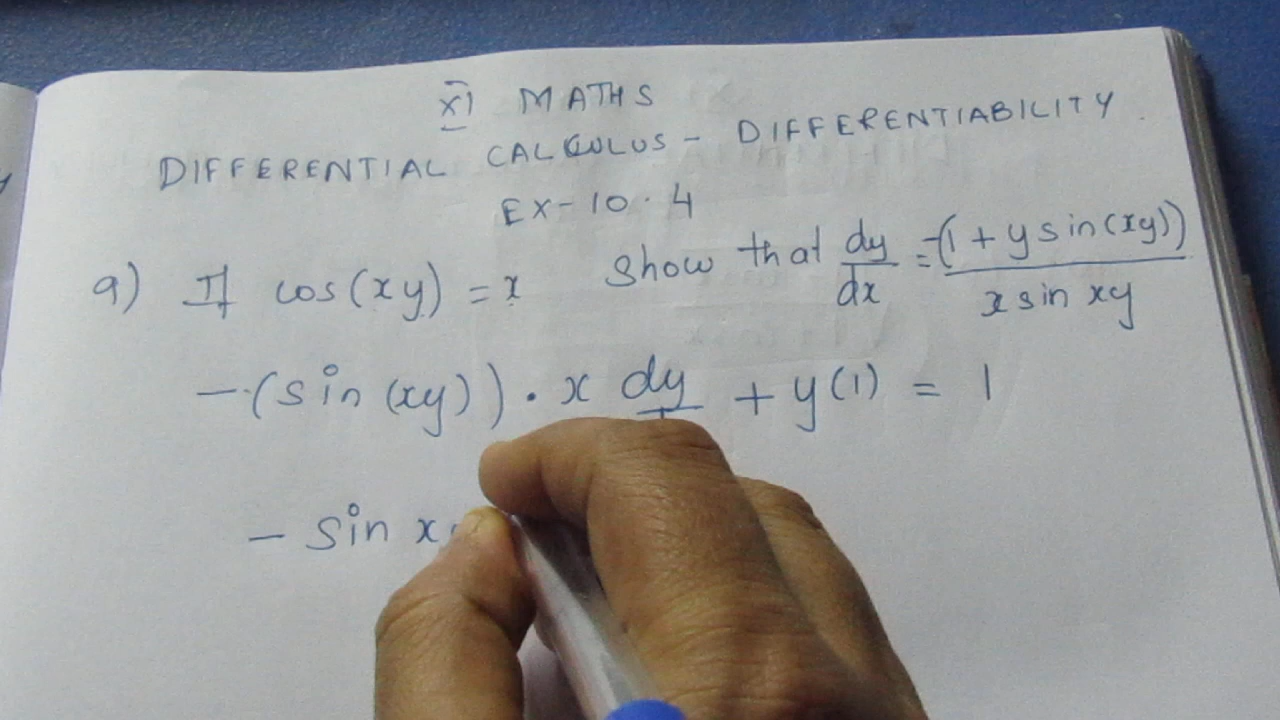 XI MATHS
DIFFERENTIAL CALCULUS - DIFFERENTIABILITY
EX-10.4
9) If cos(xy) = x Show that dy/dx = -(1 + y sin(xy))/x sin xy
-(sin(xy)) . x dy + y(1) = 1
- sin x